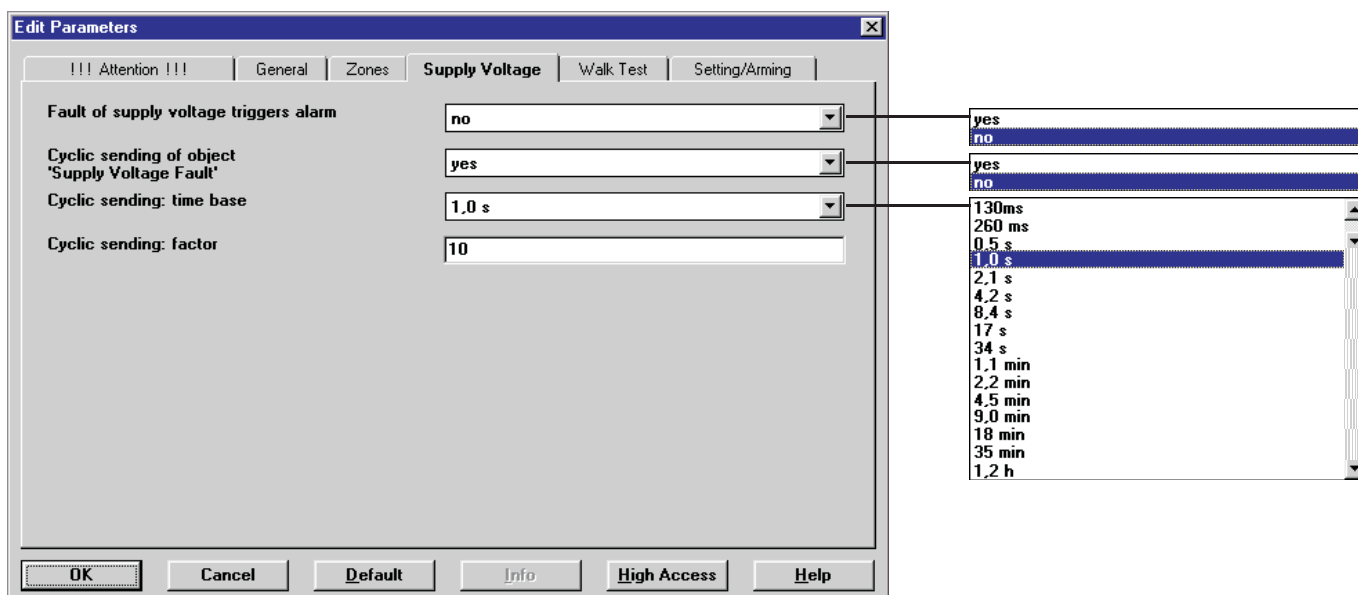 Edit Parameters
!!! Attention !!! General Zones Supply Voltage Walk Test Setting/Arming
Fault of supply voltage triggers alarm no
Cyclic sending of object
'Supply Voltage Fault' yes
Cyclic sending: time base 1,0 s
Cyclic sending: factor 10
yes
no
yes
no
130ms
260 ms
0,5 s
1,0 s
2,1 s
4,2 s
8,4 s
17 s
34 s
1,1 min
2,2 min
4,5 min
9,0 min
18 min
35 min
1,2 h
OK Cancel Default Info High Access Help